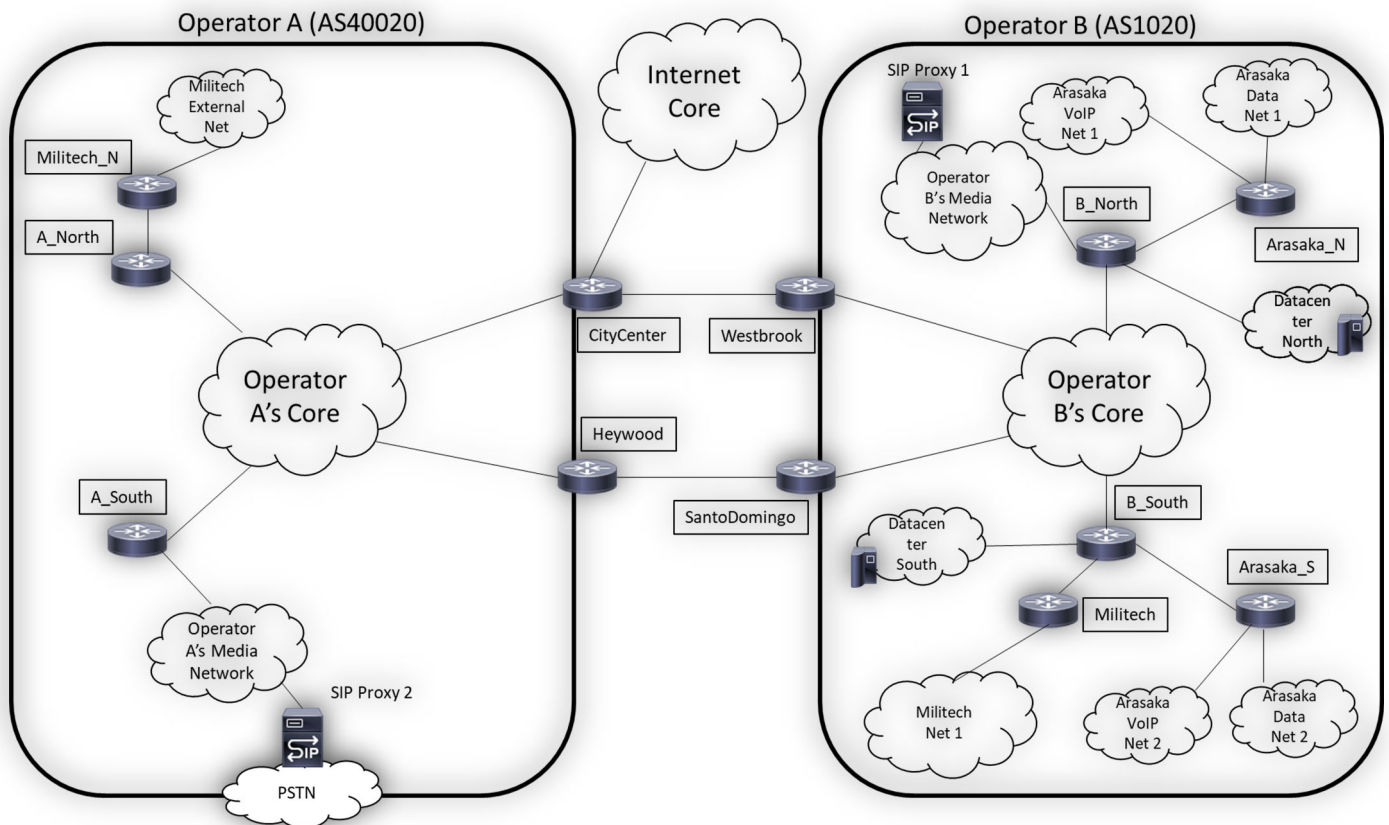 Operator A (AS40020)
Operator B (AS1020)
Militech
External
Net
Militech_N
A_North
Operator
A's Core
A_South
Operator
A's Media
Network
SIP Proxy 2
SIP
PSTN
Internet
Core
CityCenter
Westbrook
Heywood
SantoDomingo
SIP Proxy 1
SIP
Operator
B's Media
Network
Arasaka
VoIP
Net 1
Arasaka
Data
Net 1
B_North
Arasaka_N
Datacen
ter
North
Operator
B's Core
B_South
Datacen
ter
South
Arasaka_S
Militech
Militech
Net 1
Arasaka
VoIP
Net 2
Arasaka
Data
Net 2